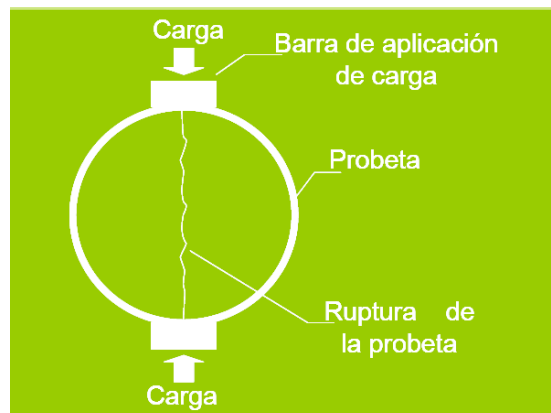 Carga
Barra de aplicación
de carga
Probeta
Ruptura de
la probeta
Carga